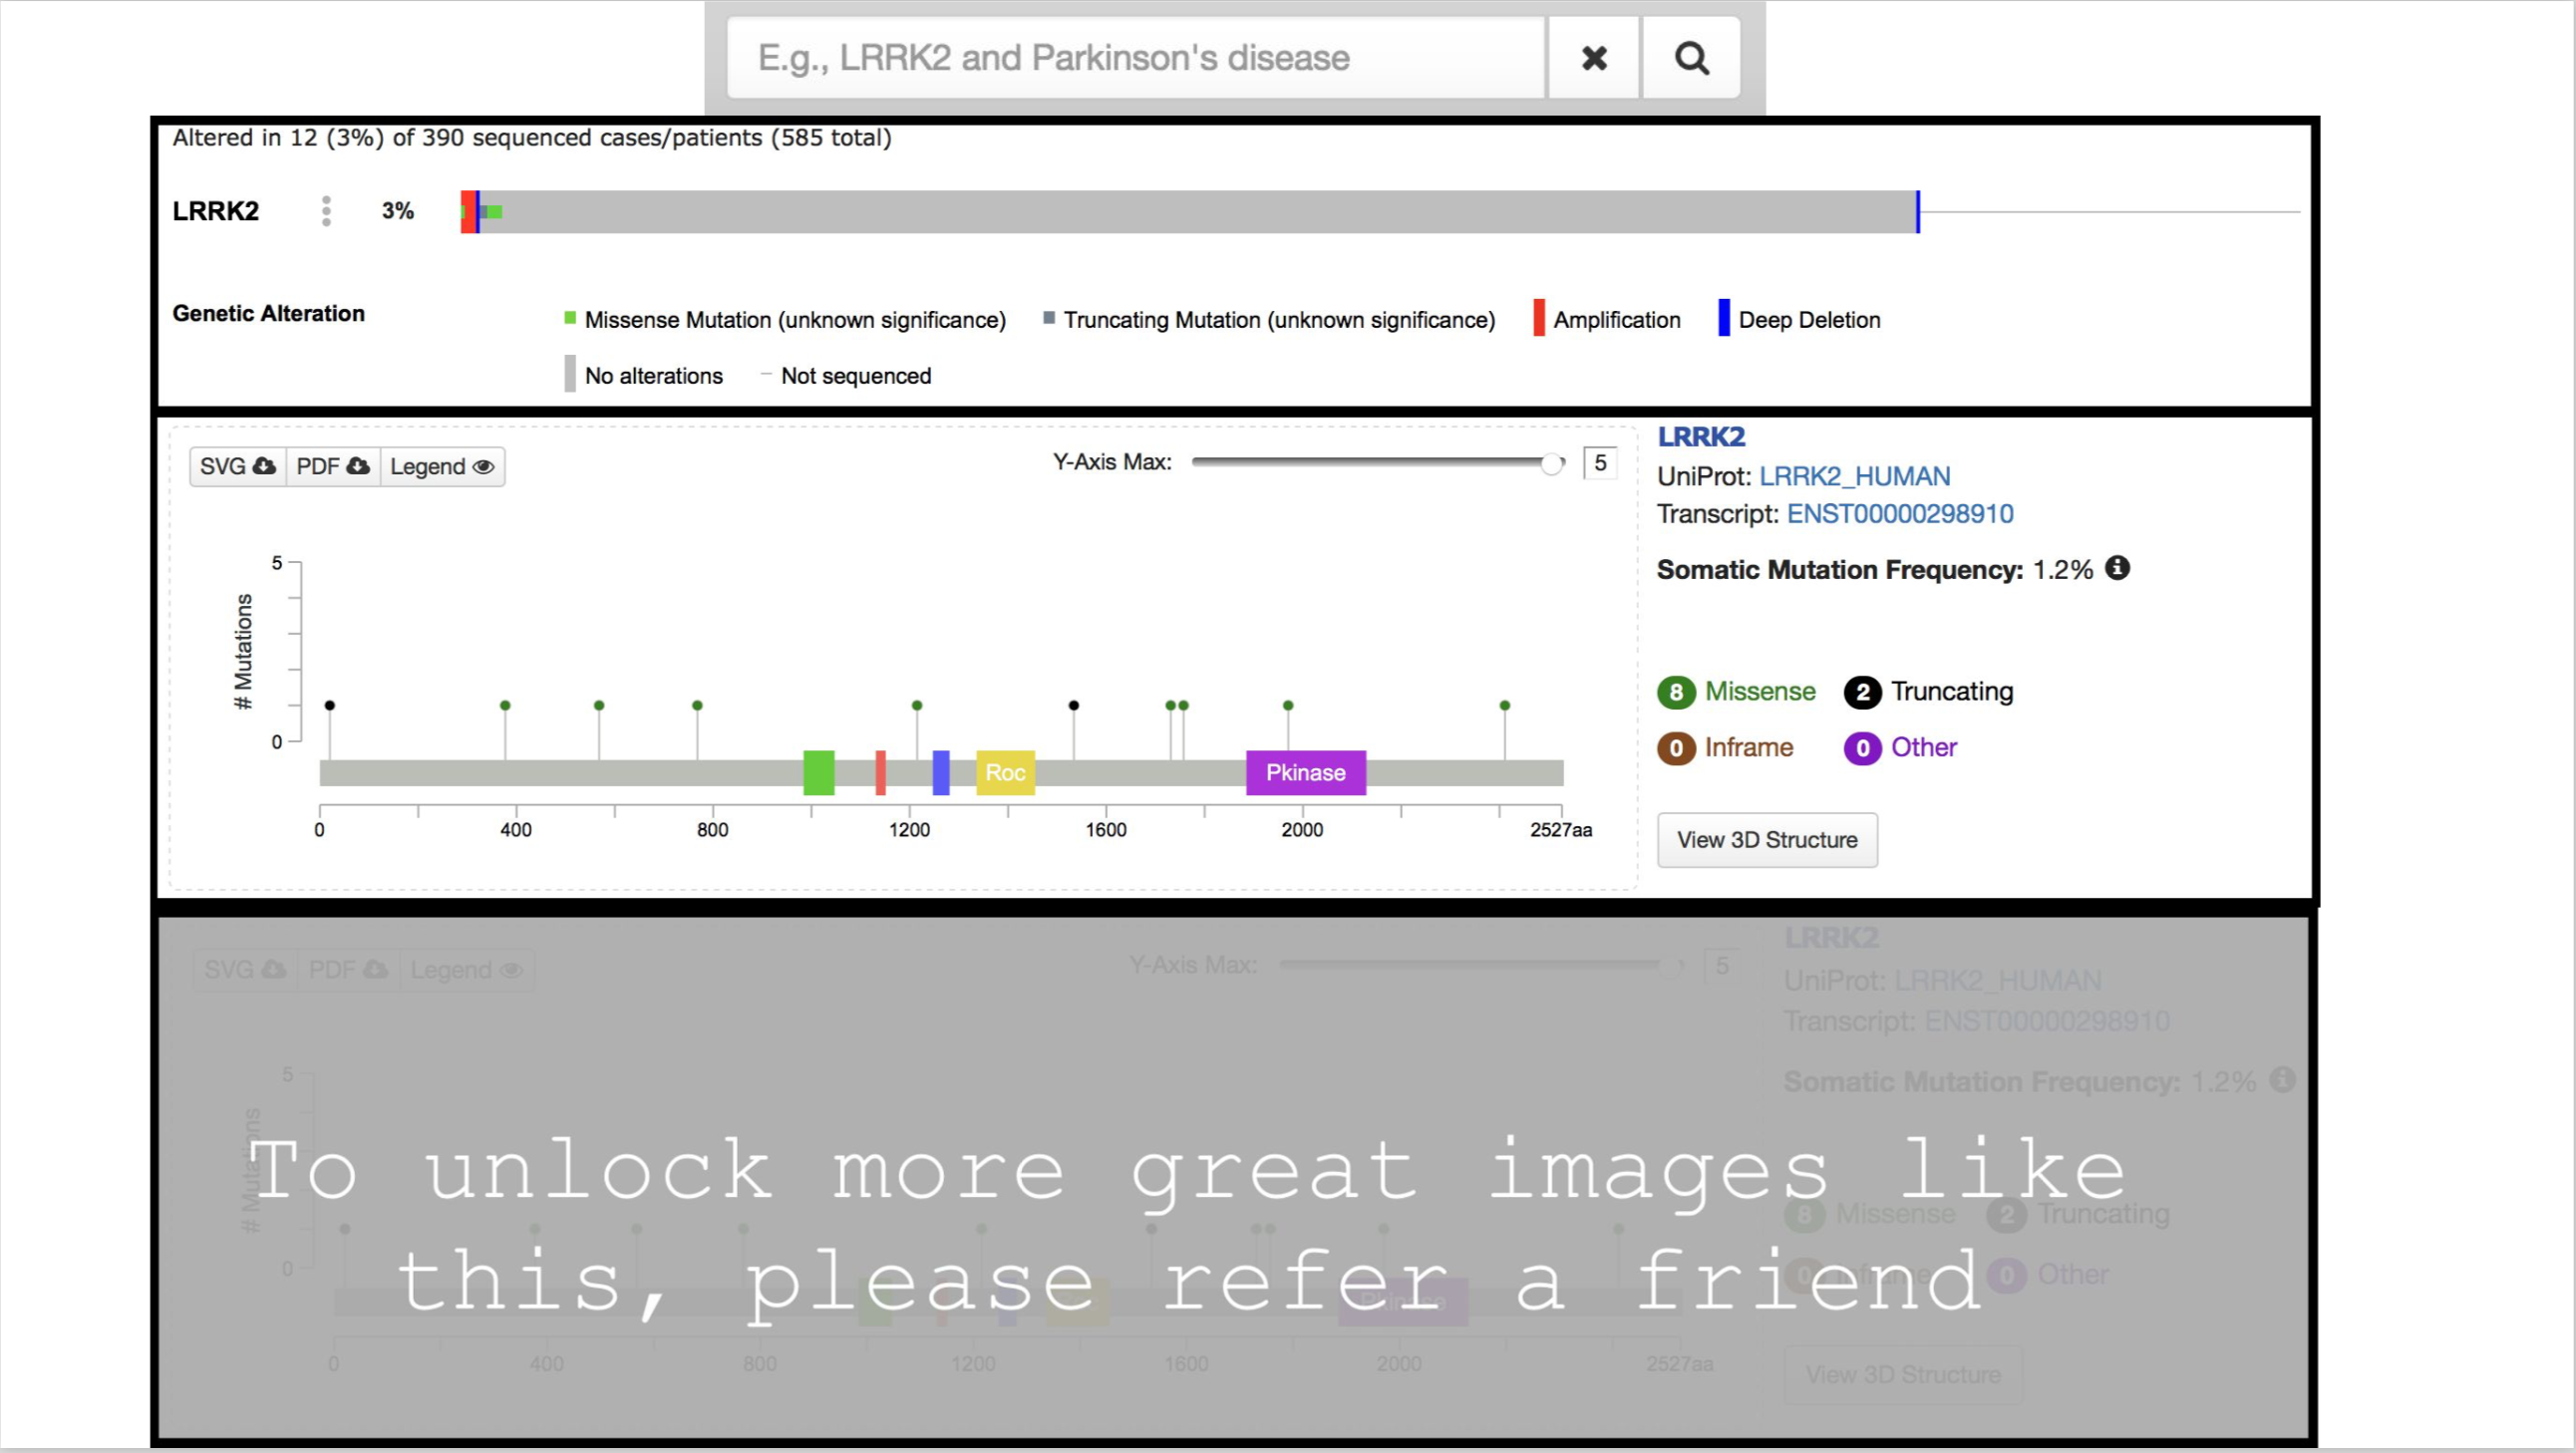 E.g., LRRK2 and Parkinson's disease
Altered in 12 (3%) of 390 sequenced cases/patients (585 total)
LRRK2 3%
Genetic Alteration Missense Mutation (unknown significance) Truncating Mutation (unknown significance) Amplification Deep Deletion
No alterations Not sequenced
SVG PDF Legend Y-Axis Max: 5
5
# Mutations
0
Roc Pkinase
0 400 800 1200 1600 2000 2527aa
LRRK2
UniProt: LRRK2_HUMAN
Transcript: ENST00000298910
Somatic Mutation Frequency: 1.2%
8 Missense 2 Truncating
0 Inframe 0 Other
View 3D Structure
SVG PDF Legend Y-Axis Max: 5
LRRK2
UniProt: LRRK2_HUMAN
Transcript: ENST00000298910
Somatic Mutation Frequency: 1.2%
5
# Mutations
0
To unlock more great images like
this, please refer a friend
8 Missense 2 Truncating
0 Inframe 0 Other
Pkinase
0 400 800 1200 1600 2000 2527aa
View 3D Structure